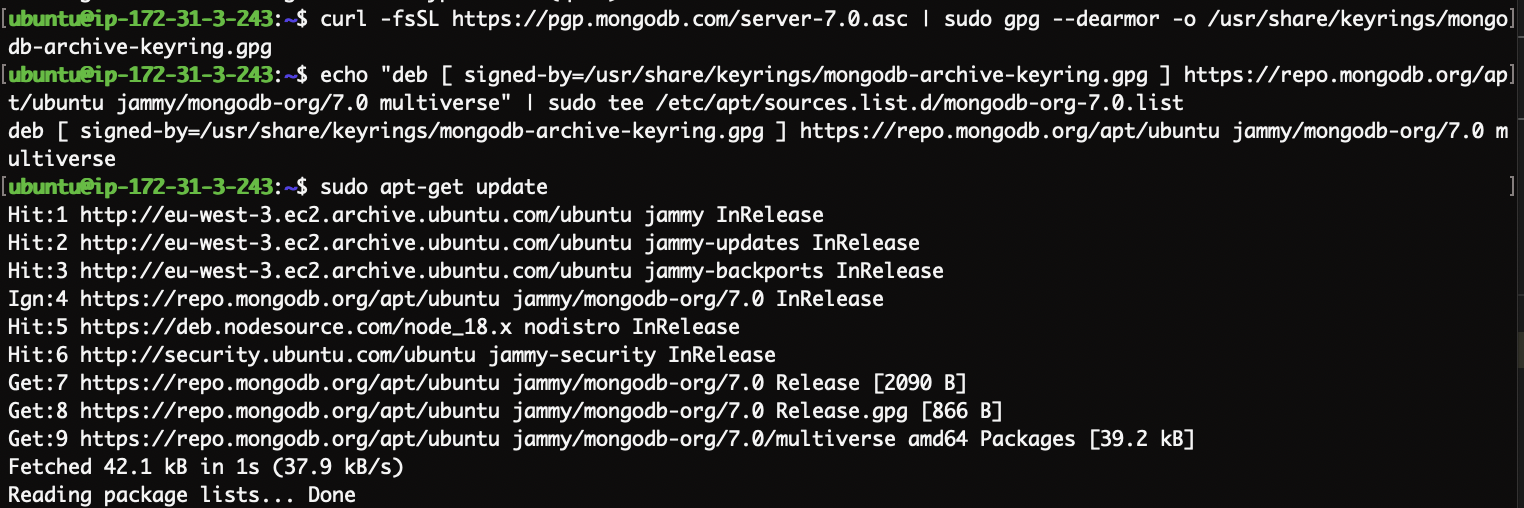 [ubuntu@ip-172-31-3-243:~$ curl -fsSL https://pgp.mongodb.com/server-7.0.asc | sudo gpg --dearmor -o /usr/share/keyrings/mongo]
db-archive-keyring.gpg
[ubuntu@ip-172-31-3-243:~$ echo "deb [ signed-by=/usr/share/keyrings/mongodb-archive-keyring.gpg ] https://repo.mongodb.org/ap]
t/ubuntu jammy/mongodb-org/7.0 multiverse" | sudo tee /etc/apt/sources.list.d/mongodb-org-7.0.list
deb [ signed-by=/usr/share/keyrings/mongodb-archive-keyring.gpg ] https://repo.mongodb.org/apt/ubuntu jammy/mongodb-org/7.0 m
ultiverse
[ubuntu@ip-172-31-3-243:~$ sudo apt-get update ]
Hit:1 http://eu-west-3.ec2.archive.ubuntu.com/ubuntu jammy InRelease
Hit:2 http://eu-west-3.ec2.archive.ubuntu.com/ubuntu jammy-updates InRelease
Hit:3 http://eu-west-3.ec2.archive.ubuntu.com/ubuntu jammy-backports InRelease
Ign:4 https://repo.mongodb.org/apt/ubuntu jammy/mongodb-org/7.0 InRelease
Hit:5 https://deb.nodesource.com/node_18.x nodistro InRelease
Hit:6 http://security.ubuntu.com/ubuntu jammy-security InRelease
Get:7 https://repo.mongodb.org/apt/ubuntu jammy/mongodb-org/7.0 Release [2090 B]
Get:8 https://repo.mongodb.org/apt/ubuntu jammy/mongodb-org/7.0 Release.gpg [866 B]
Get:9 https://repo.mongodb.org/apt/ubuntu jammy/mongodb-org/7.0/multiverse amd64 Packages [39.2 kB]
Fetched 42.1 kB in 1s (37.9 kB/s)
Reading package lists... Done